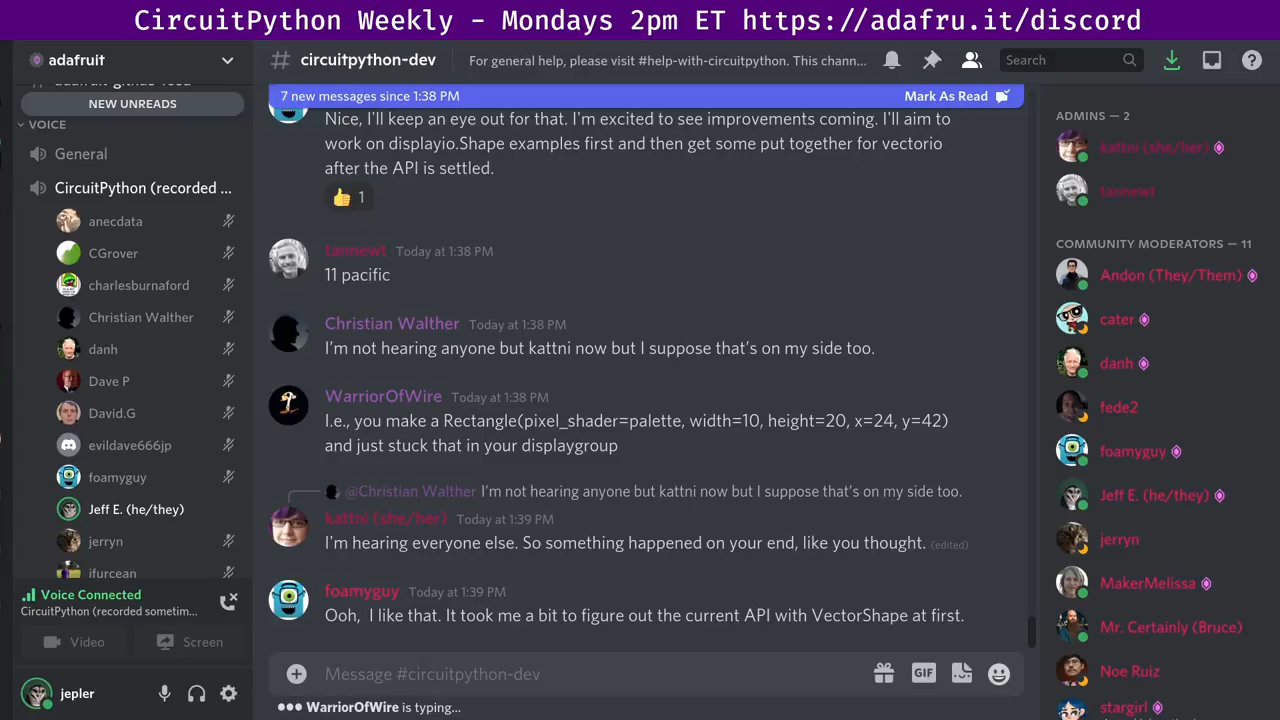 CircuitPython Weekly – Mondays 2pm ET https://adafru.it/discord
adafruit
NEW UNREADS
VOICE
General
CircuitPython (recorded ...
anecdata
CGrover
charlesburnaford
Christian Walther
danh
Dave P
David.G
evildave666jp
foamyguy
Jeff E. (he/they)
jerryn
ifurcean
Voice Connected
CircuitPython (recorded sometim...
Video Screen
jepler
# circuitpython-dev For general help, please visit #help-with-circuitpython. This chann...
Search
7 new messages since 1:38 PM Mark As Read
Nice, I'll keep an eye out for that. I'm excited to see improvements coming. I'll aim to
work on displayio.Shape examples first and then get some put together for vectorio
after the API is settled.
👍 1
tannewt Today at 1:38 PM
11 pacific
Christian Walther Today at 1:38 PM
I'm not hearing anyone but kattni now but I suppose that's on my side too.
WarriorOfWire Today at 1:38 PM
I.e., you make a Rectangle(pixel_shader=palette, width=10, height=20, x=24, y=42)
and just stuck that in your displaygroup
@Christian Walther I'm not hearing anyone but kattni now but I suppose that's on my side too.
kattni (she/her) Today at 1:39 PM
I'm hearing everyone else. So something happened on your end, like you thought. (edited)
foamyguy Today at 1:39 PM
Ooh, I like that. It took me a bit to figure out the current API with VectorShape at first.
Message #circuitpython-dev
GIF
WarriorOfWire is typing...
ADMINS — 2
kattni (she/her)
tannewt
COMMUNITY MODERATORS — 11
Andon (They/Them)
cater
danh
fede2
foamyguy
Jeff E. (he/they)
jerryn
MakerMelissa
Mr. Certainly (Bruce)
Noe Ruiz
stargirl